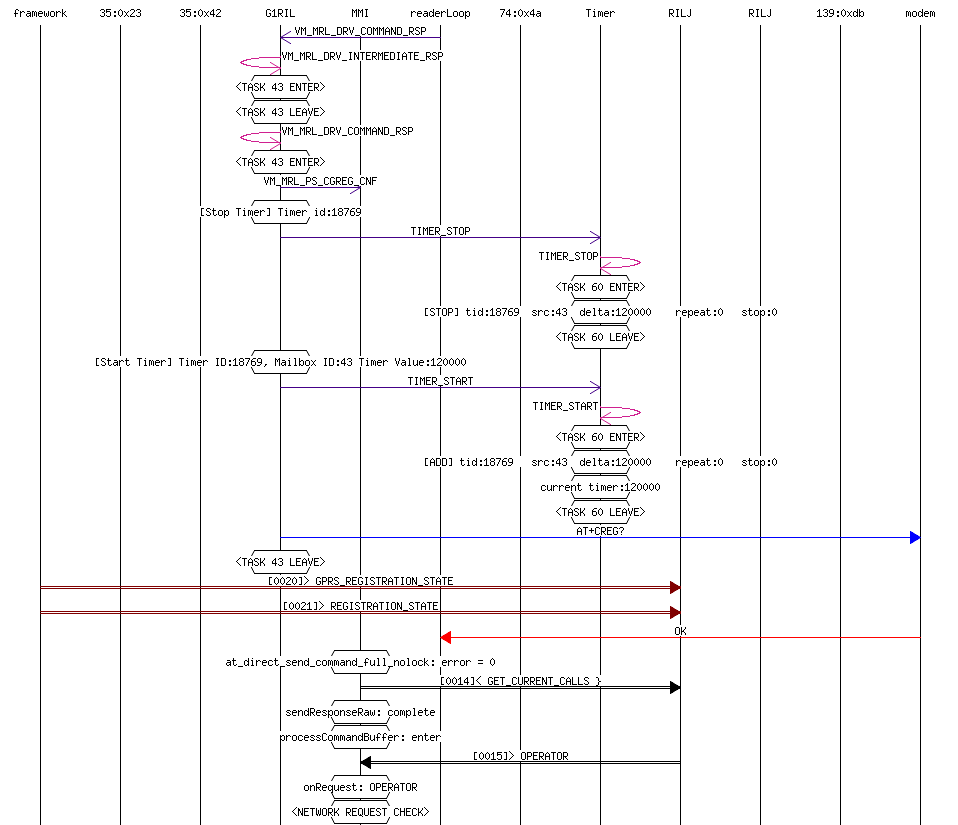 framework 35:0x23 35:0x42 G1RIL MMI readerLoop 74:0x4a Timer RILJ RILJ 139:0xdb modem
VM_MRL_DRV_COMMAND_RSP
VM_MRL_DRV_INTERMEDIATE_RSP
<TASK 43 ENTER>
<TASK 43 LEAVE>
VM_MRL_DRV_COMMAND_RSP
<TASK 43 ENTER>
VM_MRL_PS_CGREG_CNF
[Stop Timer] Timer id:18769
TIMER_STOP
TIMER_STOP
<TASK 60 ENTER>
[STOP] tid:18769 src:43 delta:120000 repeat:0 stop:0
<TASK 60 LEAVE>
[Start Timer] Timer ID:18769, Mailbox ID:43 Timer Value:120000
TIMER_START
TIMER_START
<TASK 60 ENTER>
[ADD] tid:18769 src:43 delta:120000 repeat:0 stop:0
current timer:120000
<TASK 60 LEAVE>
AT+CREG?
<TASK 43 LEAVE>
[0020]> GPRS_REGISTRATION_STATE
[0021]> REGISTRATION_STATE
OK
at_direct_send_command_full_nolock: error = 0
[0014]< GET_CURRENT_CALLS }
sendResponseRaw: complete
processCommandBuffer: enter
[0015]> OPERATOR
onRequest: OPERATOR
<NETWORK REQUEST CHECK>